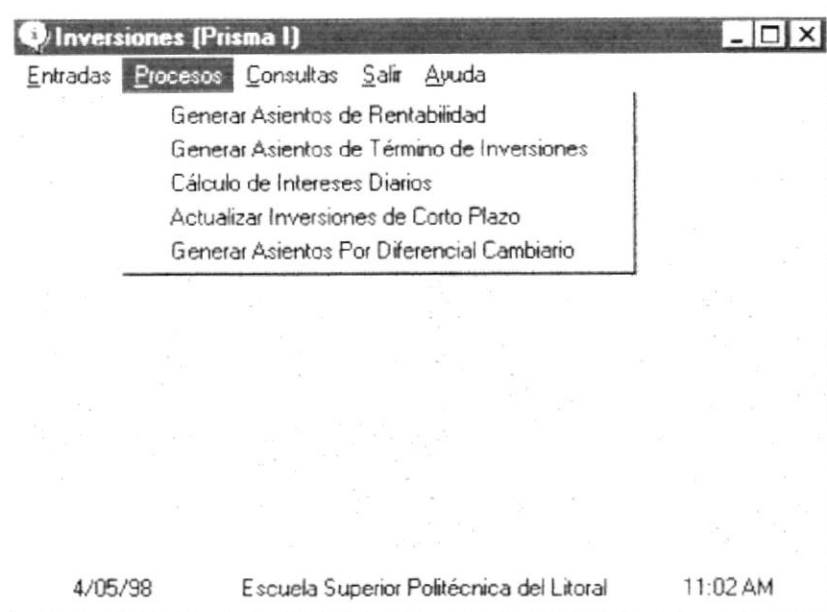 Inversiones (Prisma I)
Entradas Procesos Consultas Salir Ayuda
Generar Asientos de Rentabilidad
Generar Asientos de Término de Inversiones
Cálculo de Intereses Diarios
Actualizar Inversiones de Corto Plazo
Generar Asientos Por Diferencial Cambiario
4/05/98 Escuela Superior Politécnica del Litoral 11:02 AM